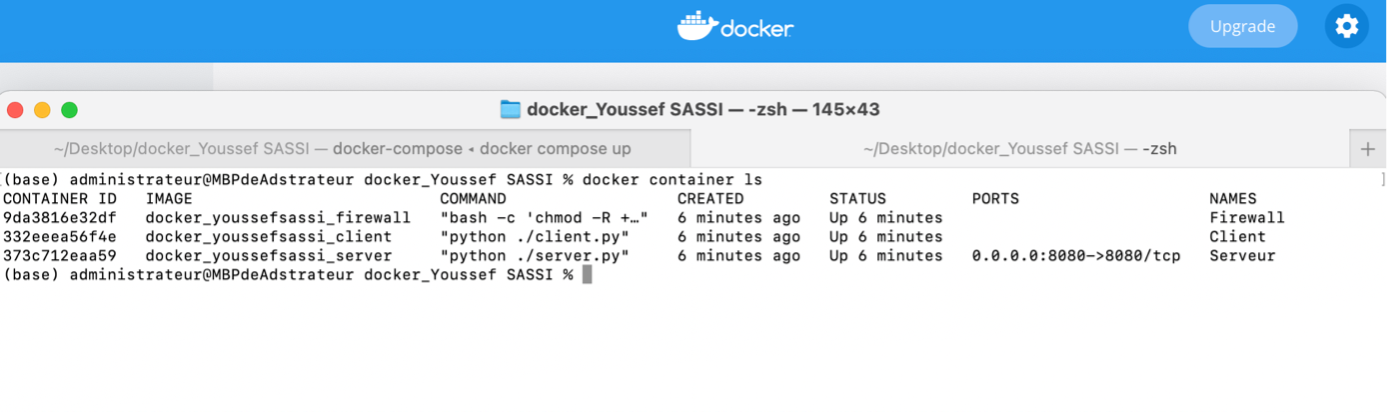 docker
Upgrade
docker_Youssef SASSI — -zsh — 145×43
~/Desktop/docker_Youssef SASSI — docker-compose ◂ docker compose up
~/Desktop/docker_Youssef SASSI — -zsh
+
[(base) administrateur@MBPdeAdstrateur docker_Youssef SASSI % docker container ls ]
CONTAINER ID IMAGE COMMAND CREATED STATUS PORTS NAMES
9da3816e32df docker_youssefsassi_firewall "bash -c 'chmod -R +…" 6 minutes ago Up 6 minutes Firewall
332eeea56f4e docker_youssefsassi_client "python ./client.py" 6 minutes ago Up 6 minutes Client
373c712eaa59 docker_youssefsassi_server "python ./server.py" 6 minutes ago Up 6 minutes 0.0.0.0:8080->8080/tcp Serveur
(base) administrateur@MBPdeAdstrateur docker_Youssef SASSI %